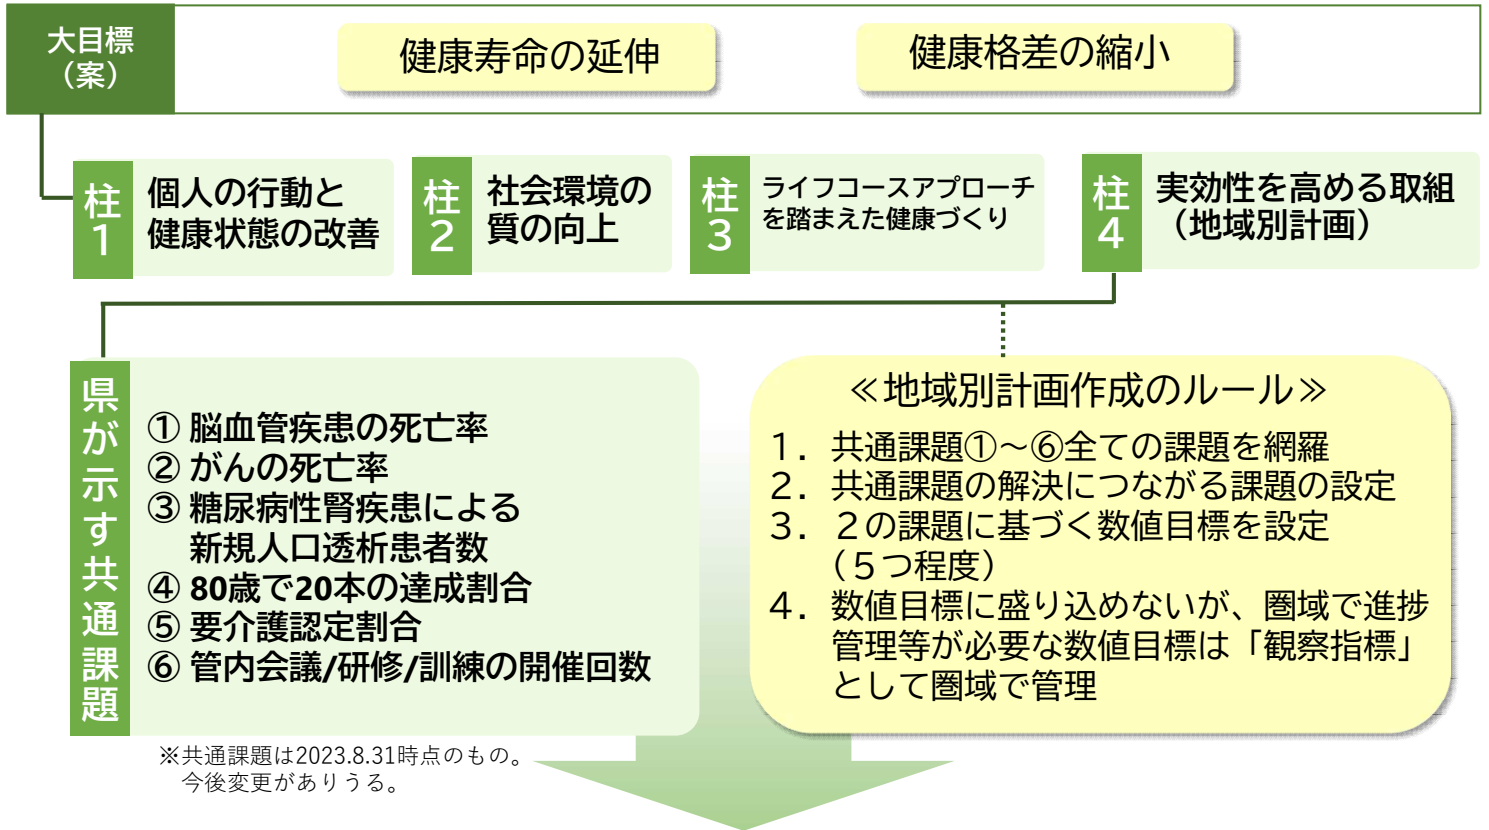 大目標
（案）
健康寿命の延伸
健康格差の縮小
柱1
個人の行動と
健康状態の改善
柱2
社会環境の
質の向上
柱3
ライフコースアプローチ
を踏まえた健康づくり
柱4
実効性を高める取組
（地域別計画）
県が示す共通課題
① 脳血管疾患の死亡率
② がんの死亡率
③ 糖尿病性腎疾患による
新規人口透析患者数
④ 80歳で20本の達成割合
⑤ 要介護認定割合
⑥ 管内会議/研修/訓練の開催回数
※共通課題は2023.8.31時点のもの。
今後変更がありうる。
≪地域別計画作成のルール≫
１．共通課題①～⑥全ての課題を網羅
２．共通課題の解決につながる課題の設定
３．２の課題に基づく数値目標を設定
（５つ程度）
４．数値目標に盛り込めないが、圏域で進捗
管理等が必要な数値目標は「観察指標」
として圏域で管理